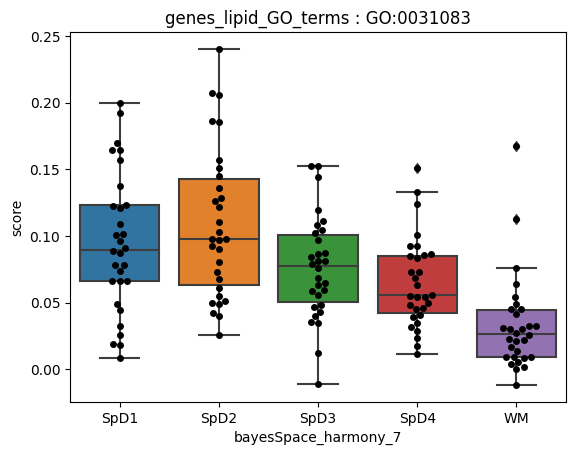 genes_lipid_GO_terms : GO:0031083
0.25
0.20
0.15
0.10
0.05
0.00
score
SpD1 SpD2 SpD3 SpD4 WM
bayesSpace_harmony_7